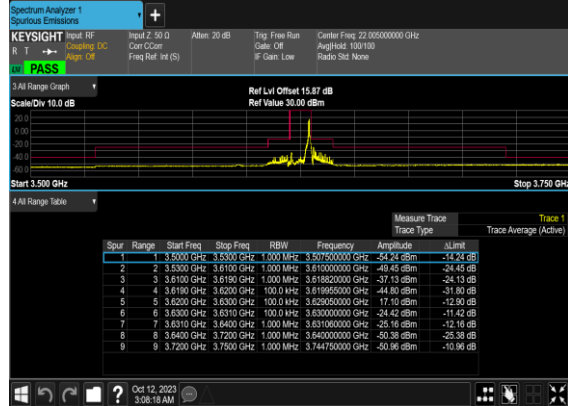 Spectrum Analyzer 1
Spurious Emissions
KEYSIGHT Input: RF Input Z: 50 Ω Atten: 20 dB Trig: Free Run Center Freq: 22.005000000 GHz
R T Coupling: DC Corr CCorr Gate: Off Avg|Hold: 100/100
Align: Off Freq Ref: Int (S) IF Gain: Low Radio Std: None
PASS
3 All Range Graph
Ref Lvl Offset 15.87 dB
Scale/Div 10.0 dB Ref Value 30.00 dBm
20.0
0.00
-20.0
-40.0
-60.0
Start 3.500 GHz Stop 3.750 GHz
4 All Range Table
Measure Trace Trace 1
Trace Type Trace Average (Active)
Spur Range Start Freq Stop Freq RBW Frequency Amplitude ΔLimit
1 1 3.5000 GHz 3.5300 GHz 1.000 MHz 3.507500000 GHz -54.24 dBm -14.24 dB
2 2 3.5300 GHz 3.6100 GHz 1.000 MHz 3.610000000 GHz -49.45 dBm -24.45 dB
3 3 3.6100 GHz 3.6190 GHz 1.000 MHz 3.618820000 GHz -37.13 dBm -24.13 dB
4 4 3.6190 GHz 3.6200 GHz 100.0 kHz 3.619955000 GHz -44.80 dBm -31.80 dB
5 5 3.6200 GHz 3.6300 GHz 100.0 kHz 3.629050000 GHz 17.10 dBm -12.90 dB
6 6 3.6300 GHz 3.6310 GHz 100.0 kHz 3.630000000 GHz -24.42 dBm -11.42 dB
7 7 3.6310 GHz 3.6400 GHz 1.000 MHz 3.631060000 GHz -25.16 dBm -12.16 dB
8 8 3.6400 GHz 3.7200 GHz 1.000 MHz 3.640000000 GHz -50.38 dBm -25.38 dB
9 9 3.7200 GHz 3.7500 GHz 1.000 MHz 3.744750000 GHz -50.96 dBm -10.96 dB
Oct 12, 2023
3:08:18 AM